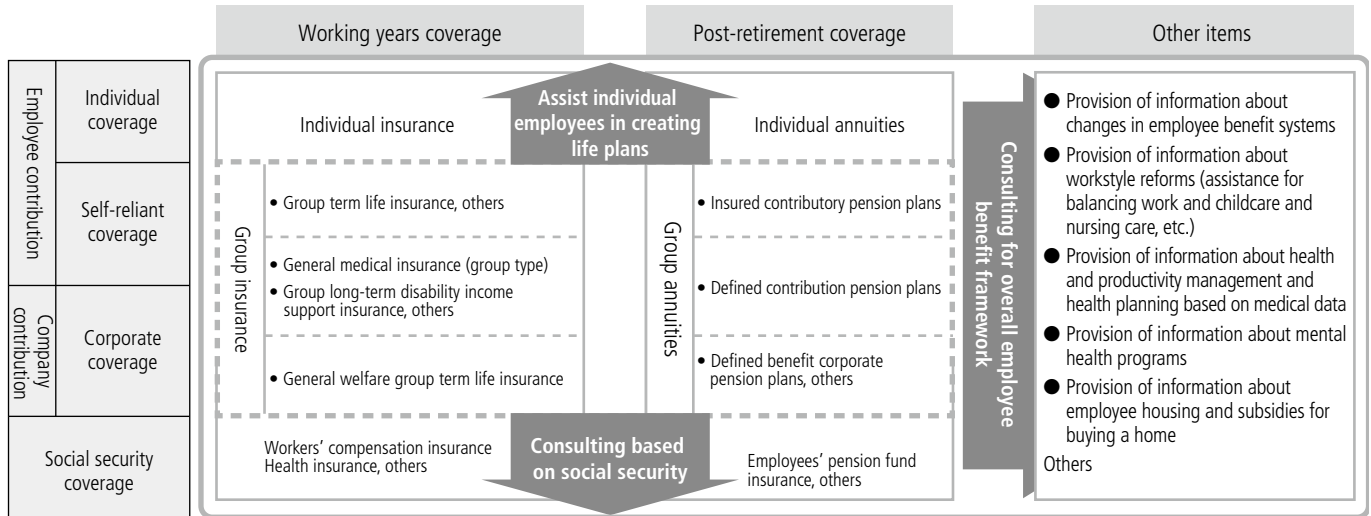 Working years coverage
Post-retirement coverage
Other items
Employee contribution
Individual
coverage
Self-reliant
coverage
Company
contribution
Corporate
coverage
Social security
coverage
Individual insurance
Assist individual
employees in creating
life plans
Individual annuities
Group insurance
• Group term life insurance, others
• General medical insurance (group type)
• Group long-term disability income
support insurance, others
• General welfare group term life insurance
Group annuities
• Insured contributory pension plans
• Defined contribution pension plans
• Defined benefit corporate
pension plans, others
Workers’ compensation insurance
Health insurance, others
Consulting based
on social security
Employees’ pension fund
insurance, others
Consulting for overall employee
benefit framework
● Provision of information about
changes in employee benefit systems
● Provision of information about
workstyle reforms (assistance for
balancing work and childcare and
nursing care, etc.)
● Provision of information about health
and productivity management and
health planning based on medical data
● Provision of information about mental
health programs
● Provision of information about
employee housing and subsidies for
buying a home
Others